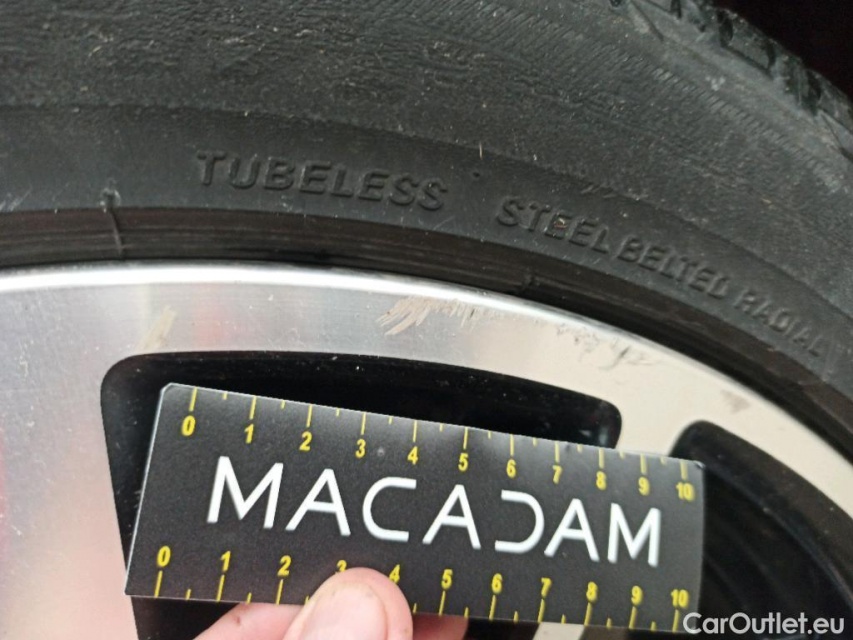 TUBELESS STEEL BELTED RADIAL
0 1 2 3 4 5 6 7 8 9 10
MACADAM
0 1 2 3 4 5 6 7 8 9 10
CarOutlet.eu